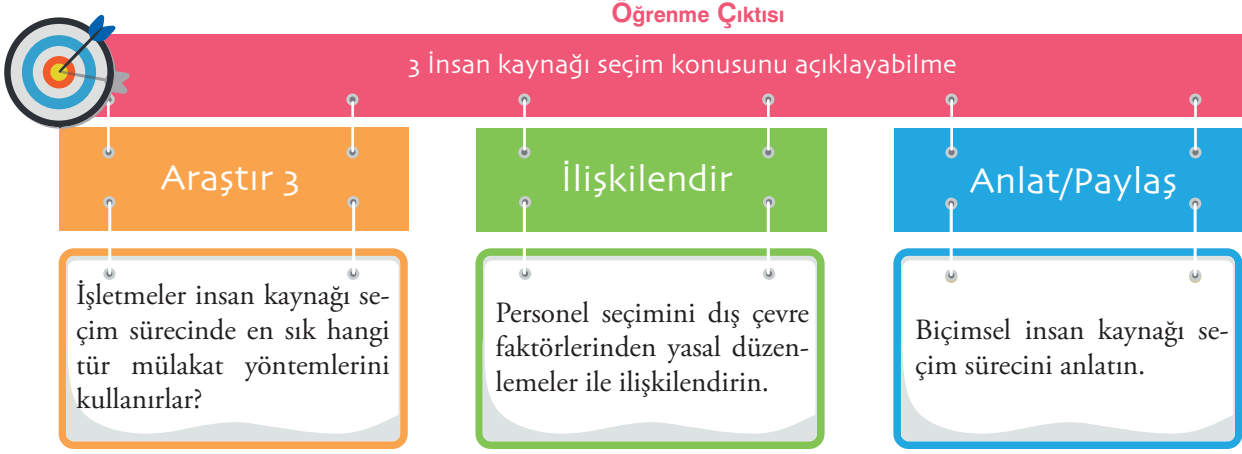 Öğrenme Çıktısı
3 İnsan kaynağı seçim konusunu açıklayabilme
Araştır 3
İlişkilendir
Anlat/Paylaş
İşletmeler insan kaynağı se-
çim sürecinde en sık hangi
tür mülakat yöntemlerini
kullanırlar?
Personel seçimini dış çevre
faktörlerinden yasal düzen-
lemeler ile ilişkilendirin.
Biçimsel insan kaynağı se-
çim sürecini anlatın.